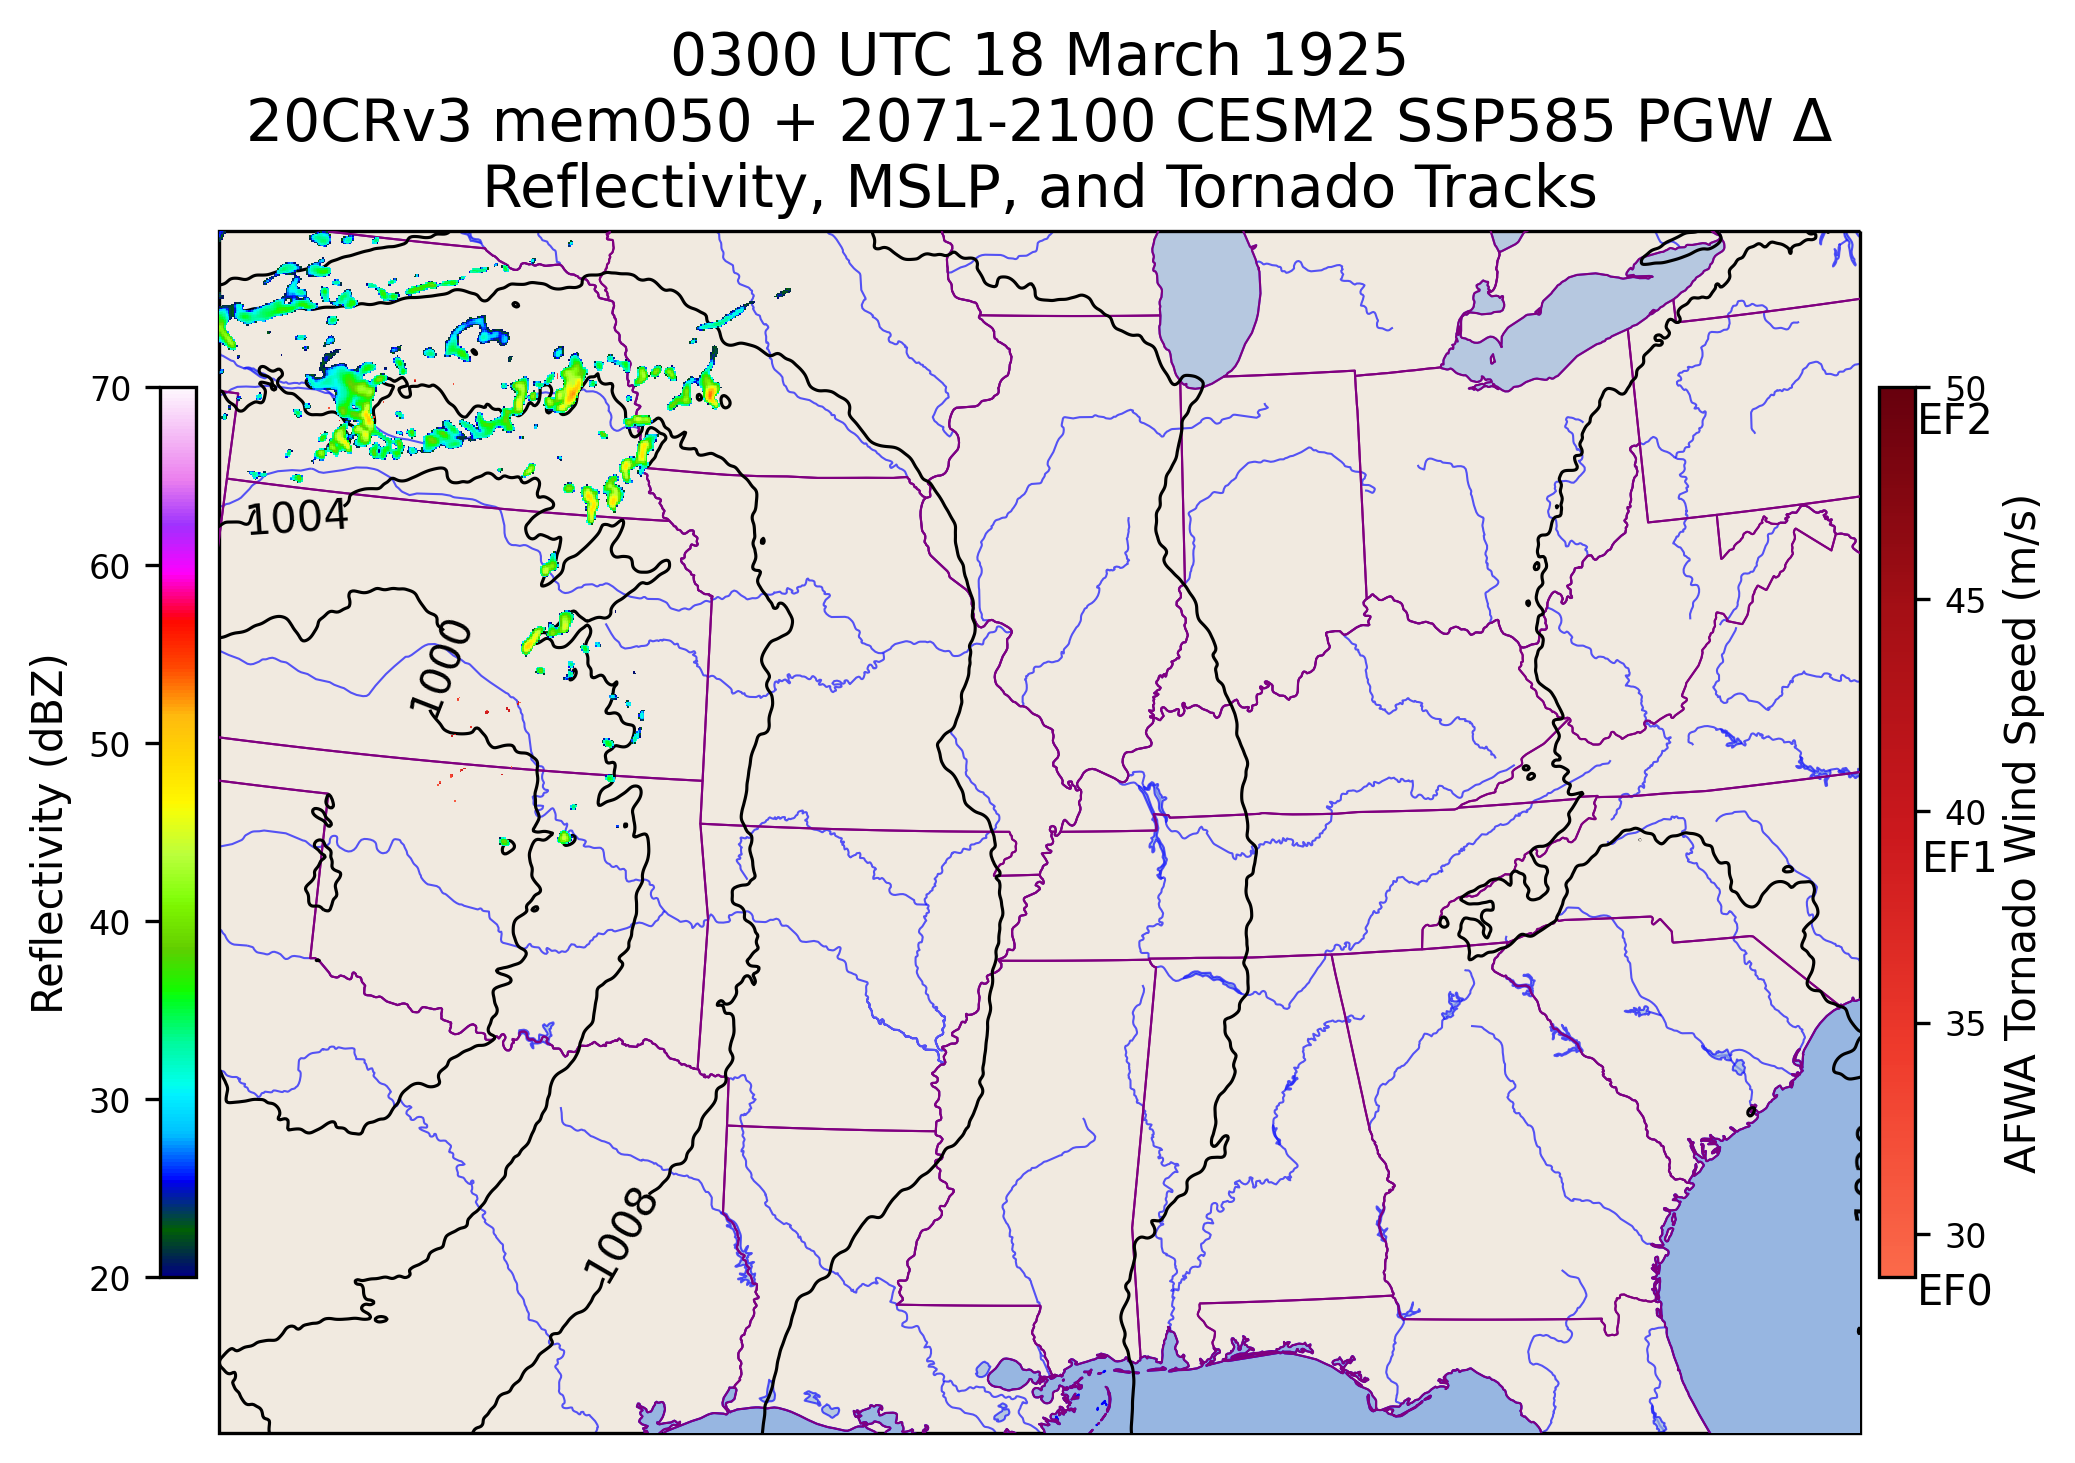 0300 UTC 18 March 1925
20CRv3 mem050 + 2071-2100 CESM2 SSP585 PGW Δ
Reflectivity, MSLP, and Tornado Tracks
70
60
50
40
30
20
Reflectivity (dBZ)
1004
1000
1008
50
EF2
45
40
EF1
35
30
EF0
AFWA Tornado Wind Speed (m/s)